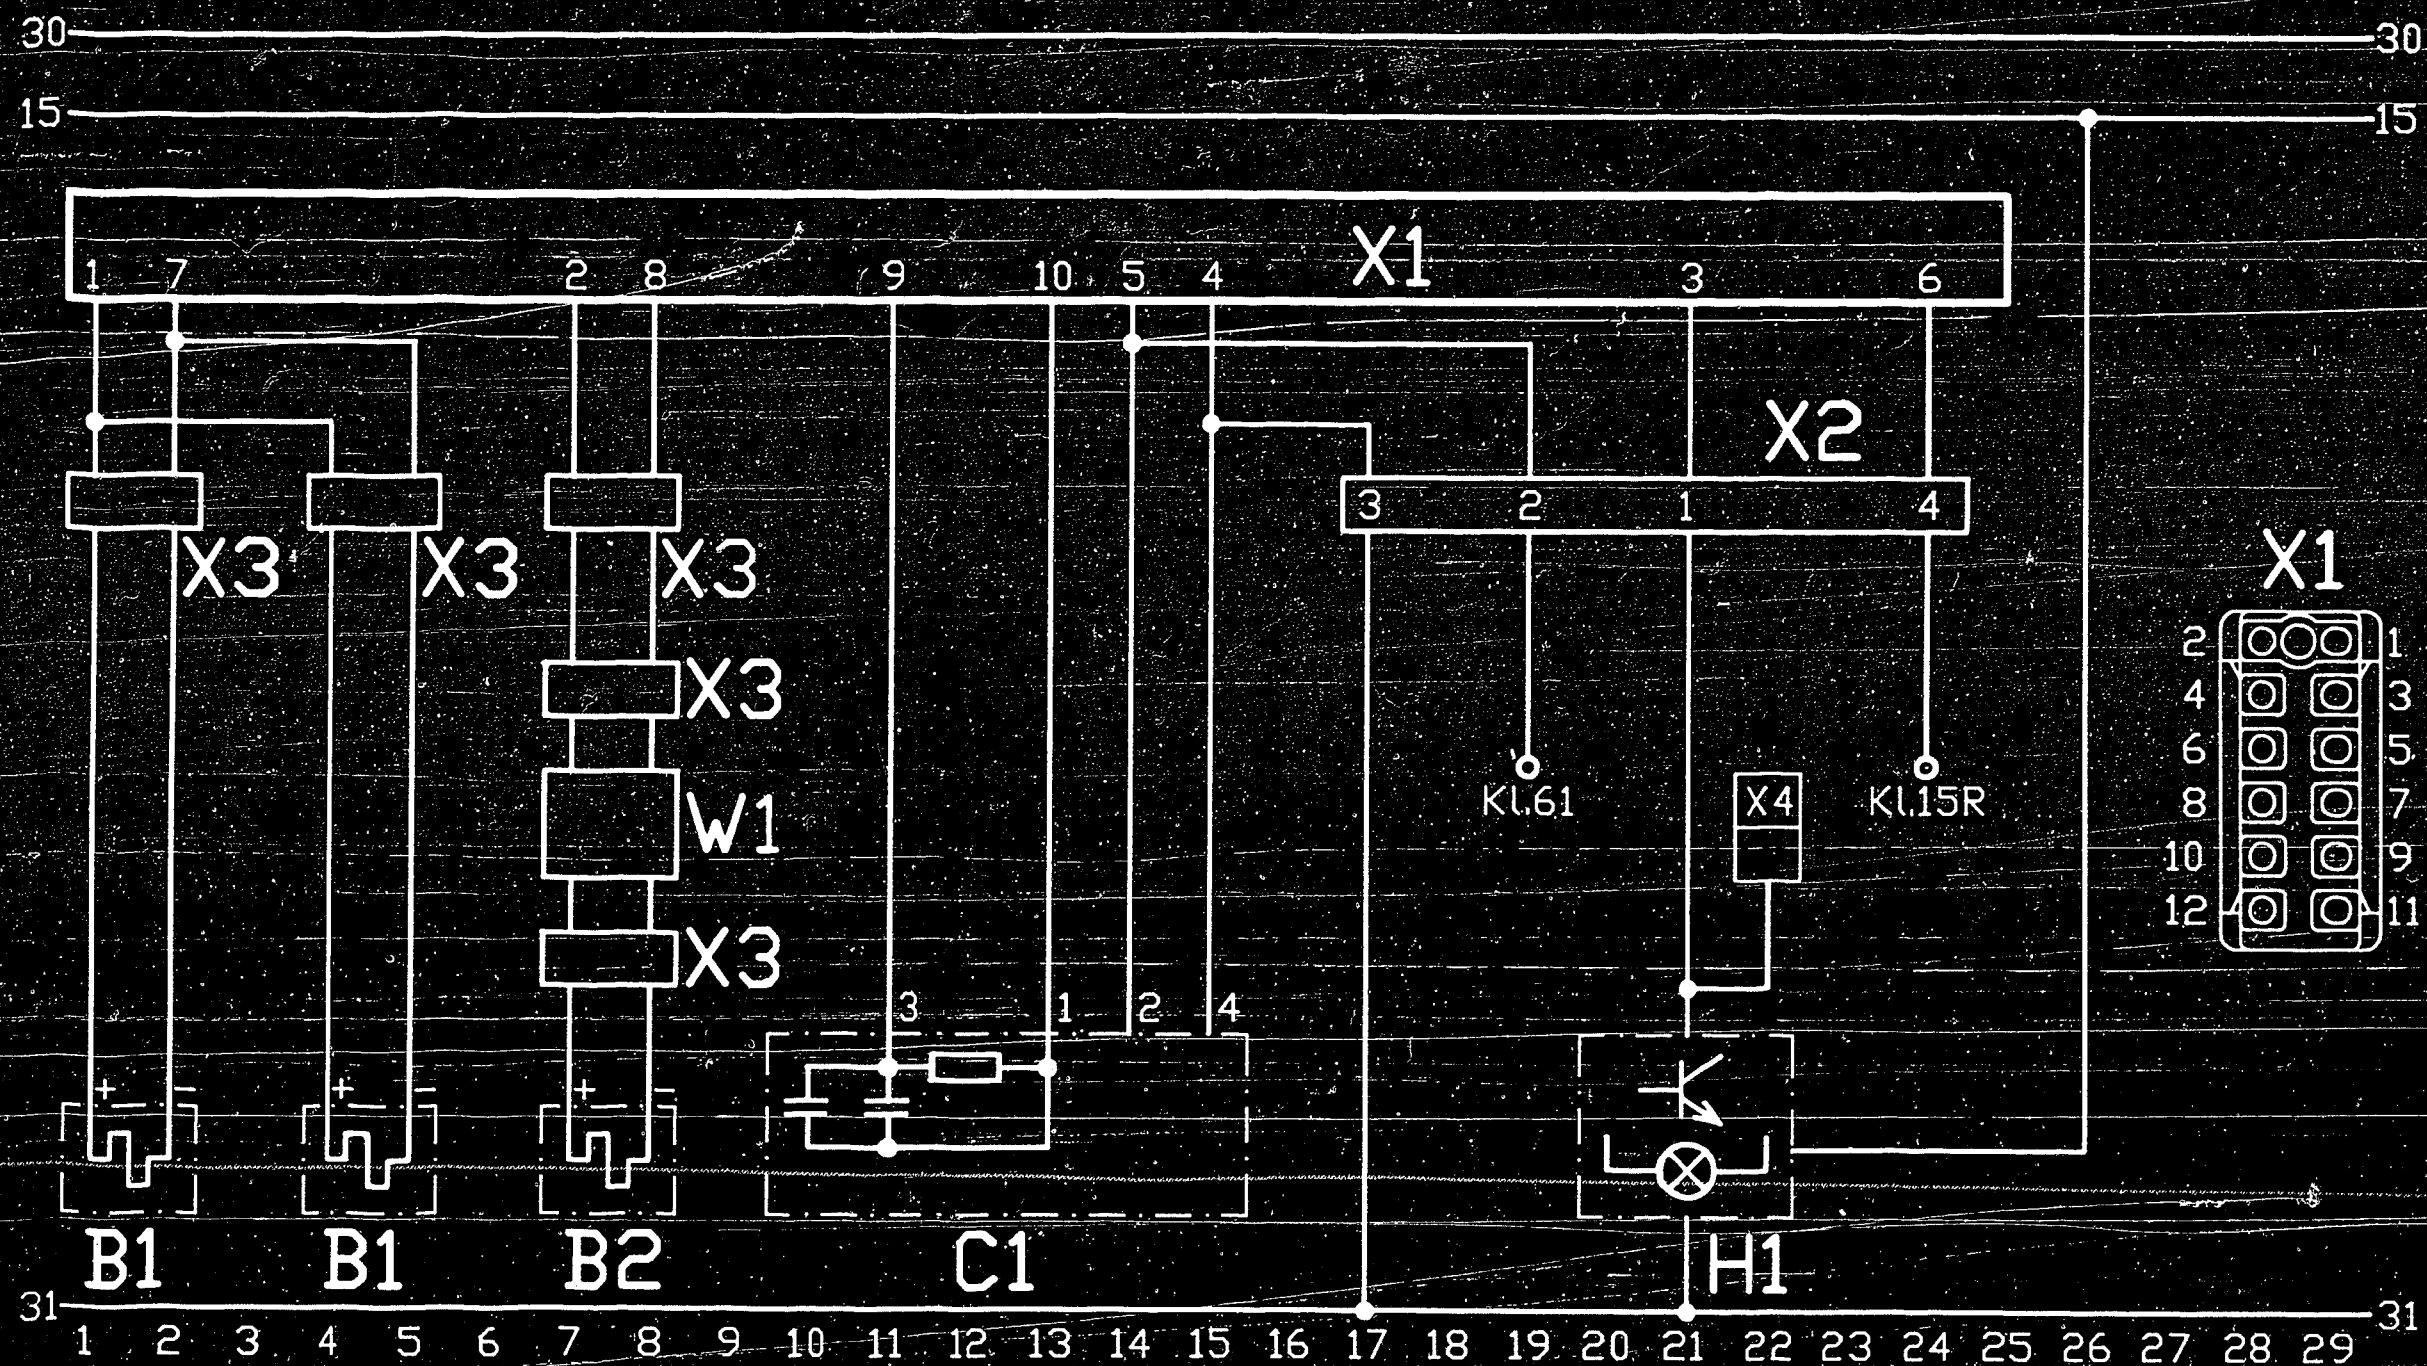 30 30
15 15
1 7 2 8 9 10 5 4 X1 3 6
X2
3 2 1 4
X3 X3 X3 X1
2 1
X3 4 3
6 5
Kl.61 X4 Kl.15R 8 7
W1
10 9
12 11
X3
3 1 2 4
+ − + − + −
B1 B1 B2 C1 H1
31 31
1 2 3 4 5 6 7 8 9 10 11 12 13 14 15 16 17 18 19 20 21 22 23 24 25 26 27 28 29